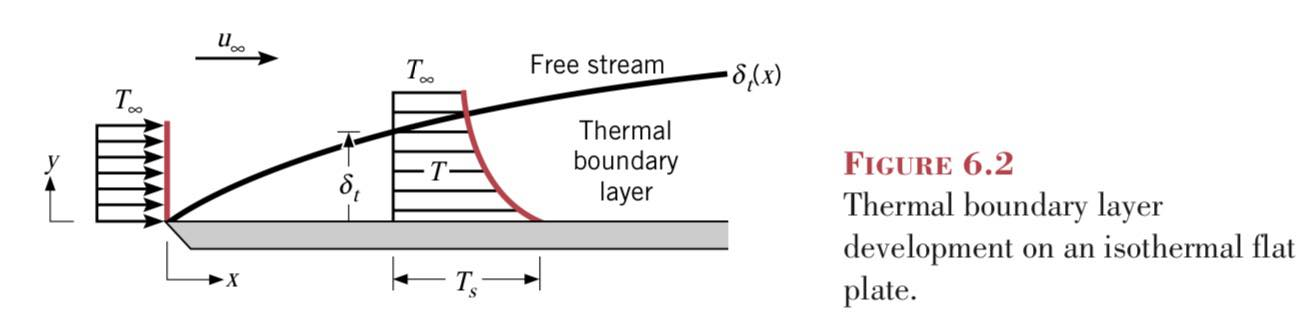 u∞
T∞
Free stream
δt(x)
T∞
y
Thermal
boundary
layer
T
δt
x
Ts
FIGURE 6.2
Thermal boundary layer
development on an isothermal flat
plate.